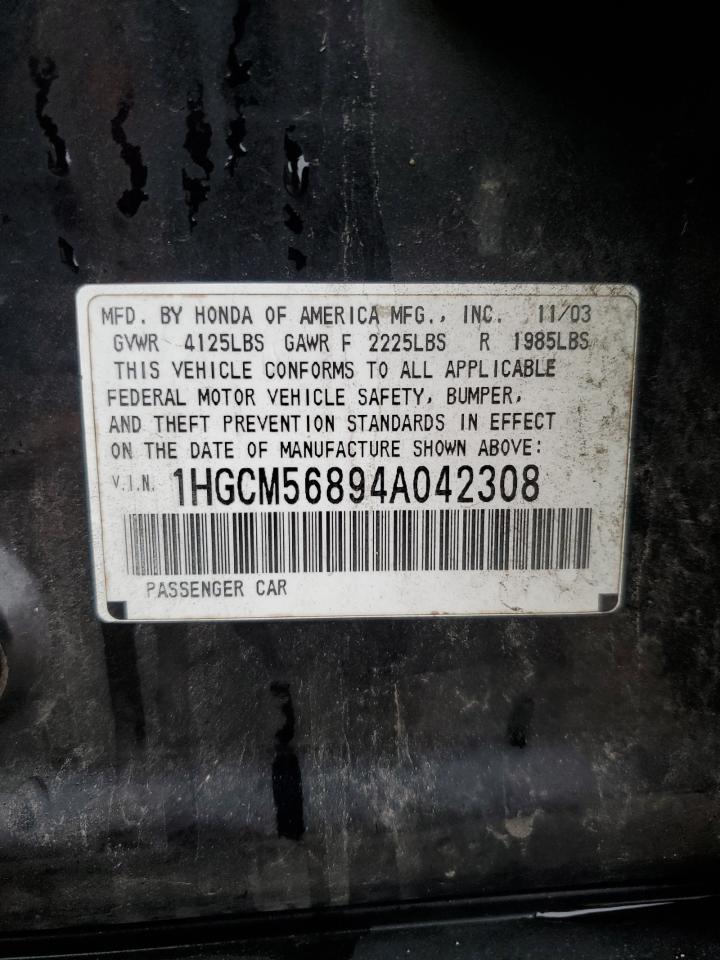 MFD. BY HONDA OF AMERICA MFG., INC. 11/03
GVWR 4125LBS GAWR F 2225LBS R 1985LBS
THIS VEHICLE CONFORMS TO ALL APPLICABLE
FEDERAL MOTOR VEHICLE SAFETY, BUMPER,
AND THEFT PREVENTION STANDARDS IN EFFECT
ON THE DATE OF MANUFACTURE SHOWN ABOVE:
V.I.N. 1HGCM56894A042308
PASSENGER CAR